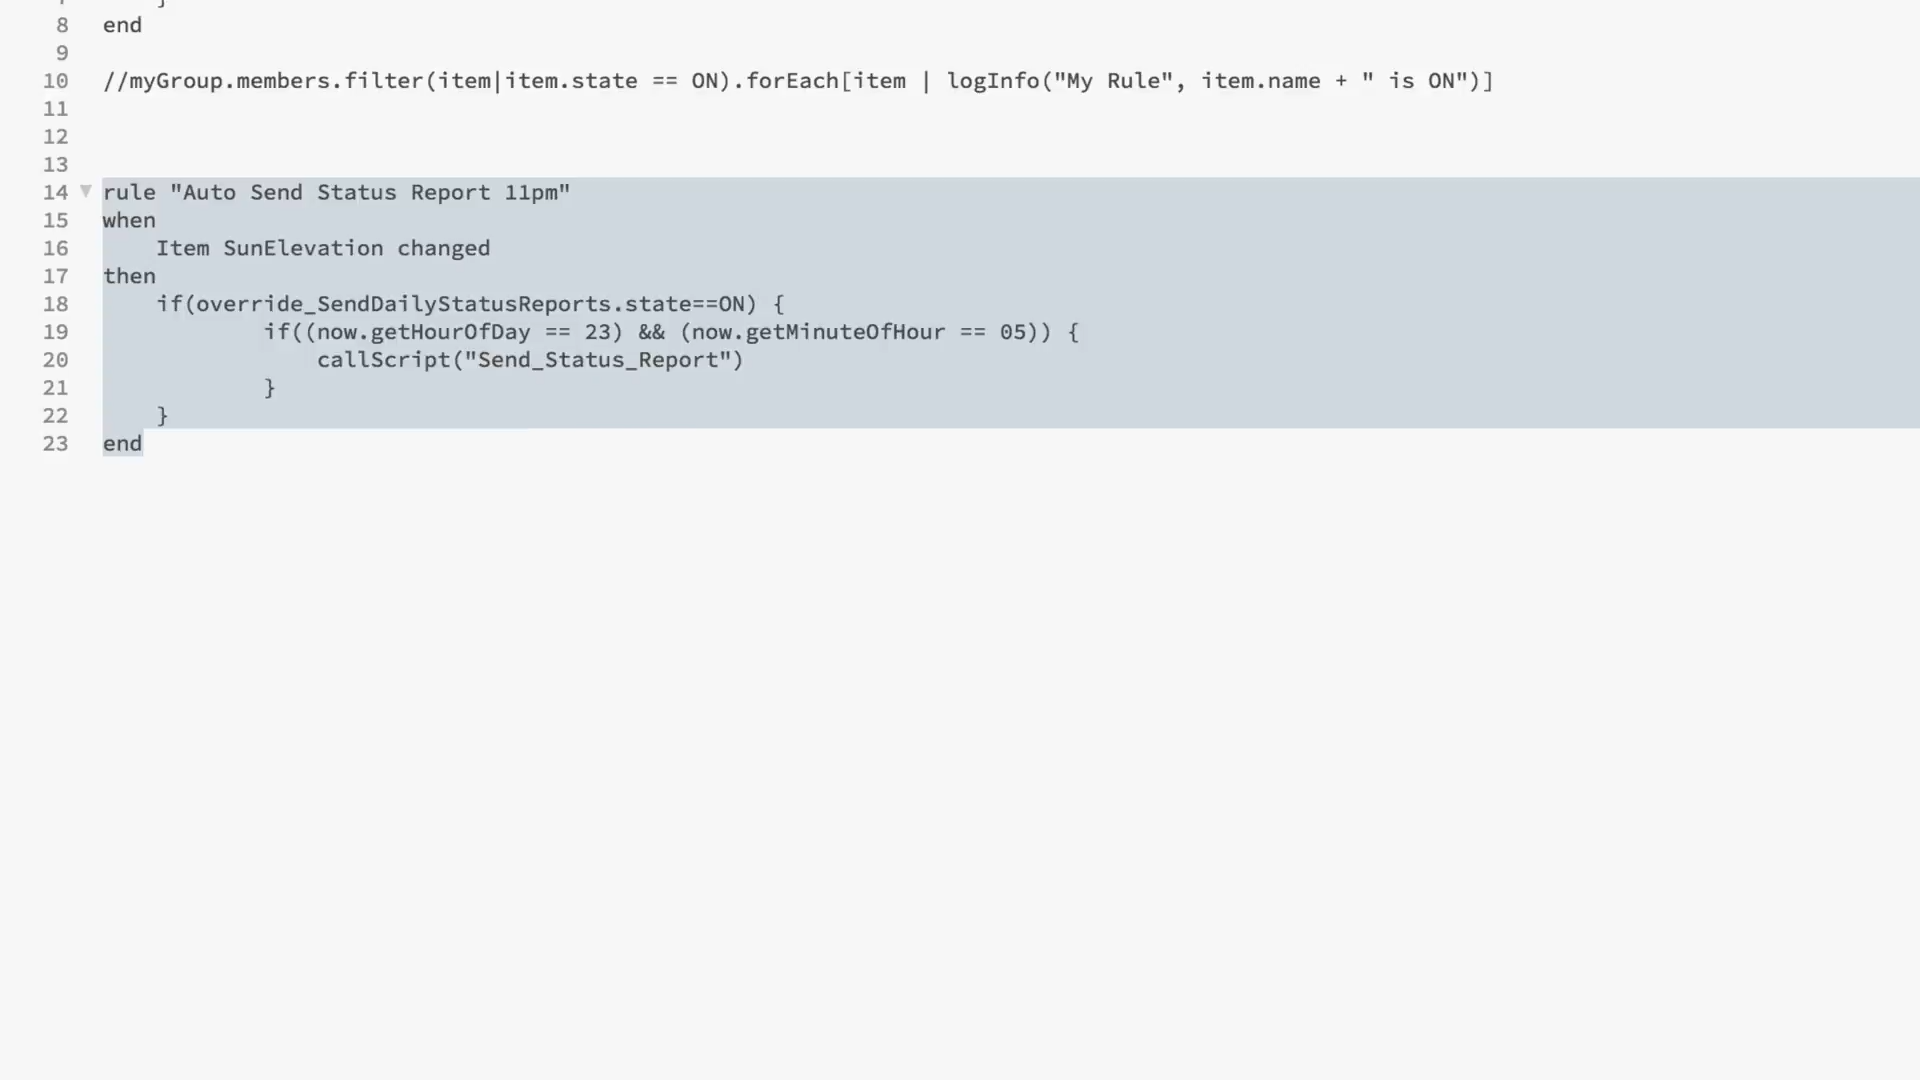 8 end
9
10 //myGroup.members.filter(item|item.state == ON).forEach[item | logInfo("My Rule", item.name + " is ON")]
11
12
13
14 rule "Auto Send Status Report 11pm"
15 when
16 Item SunElevation changed
17 then
18 if(override_SendDailyStatusReports.state==ON) {
19 if((now.getHourOfDay == 23) && (now.getMinuteOfHour == 05)) {
20 callScript("Send_Status_Report")
21 }
22 }
23 end